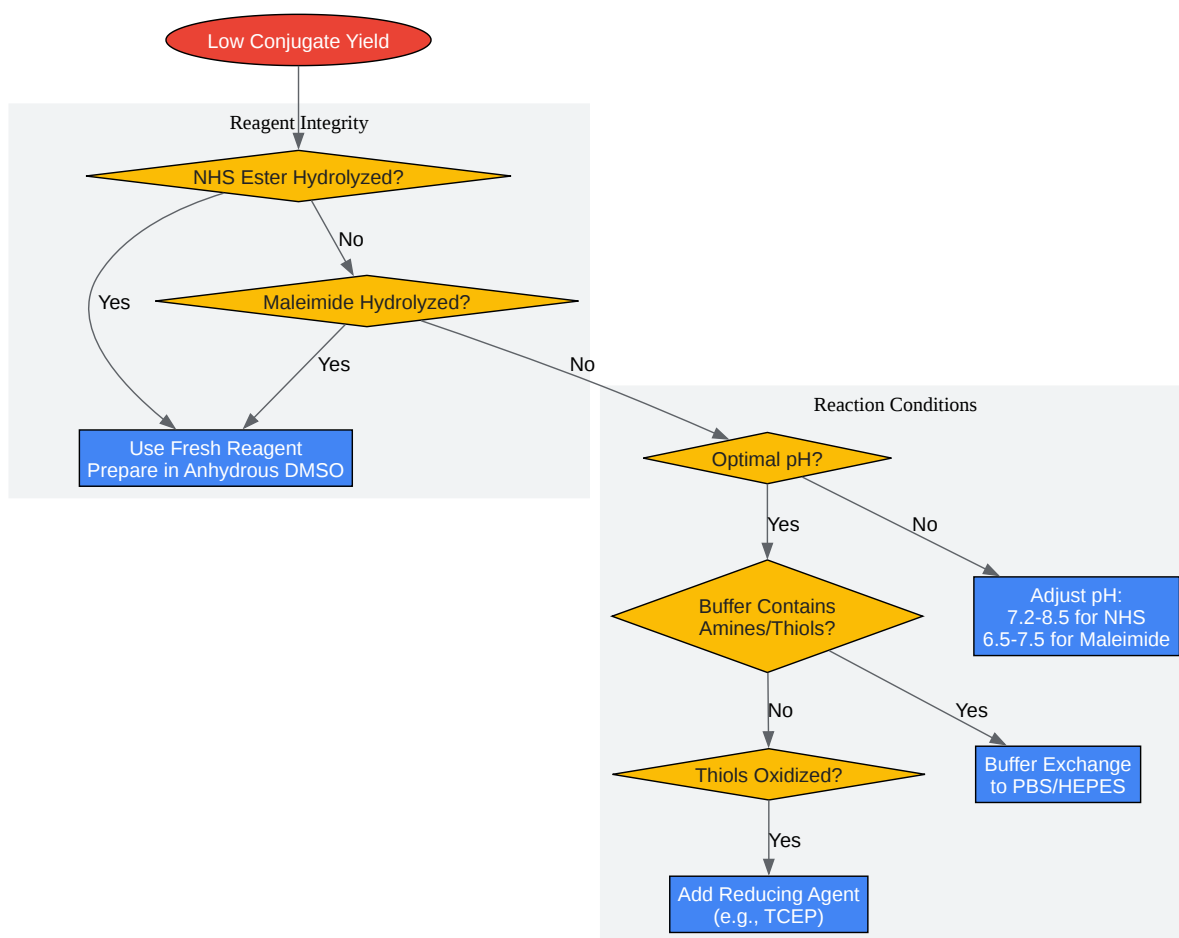 Low Conjugate Yield
Reagent Integrity
NHS Ester Hydrolyzed?
No
Maleimide Hydrolyzed?
Yes
Yes
No
Use Fresh Reagent
Prepare in Anhydrous DMSO
Reaction Conditions
Optimal pH?
Yes
No
Buffer Contains
Amines/Thiols?
Adjust pH:
7.2-8.5 for NHS
6.5-7.5 for Maleimide
No
Yes
Thiols Oxidized?
Buffer Exchange
to PBS/HEPES
Yes
Add Reducing Agent
(e.g., TCEP)